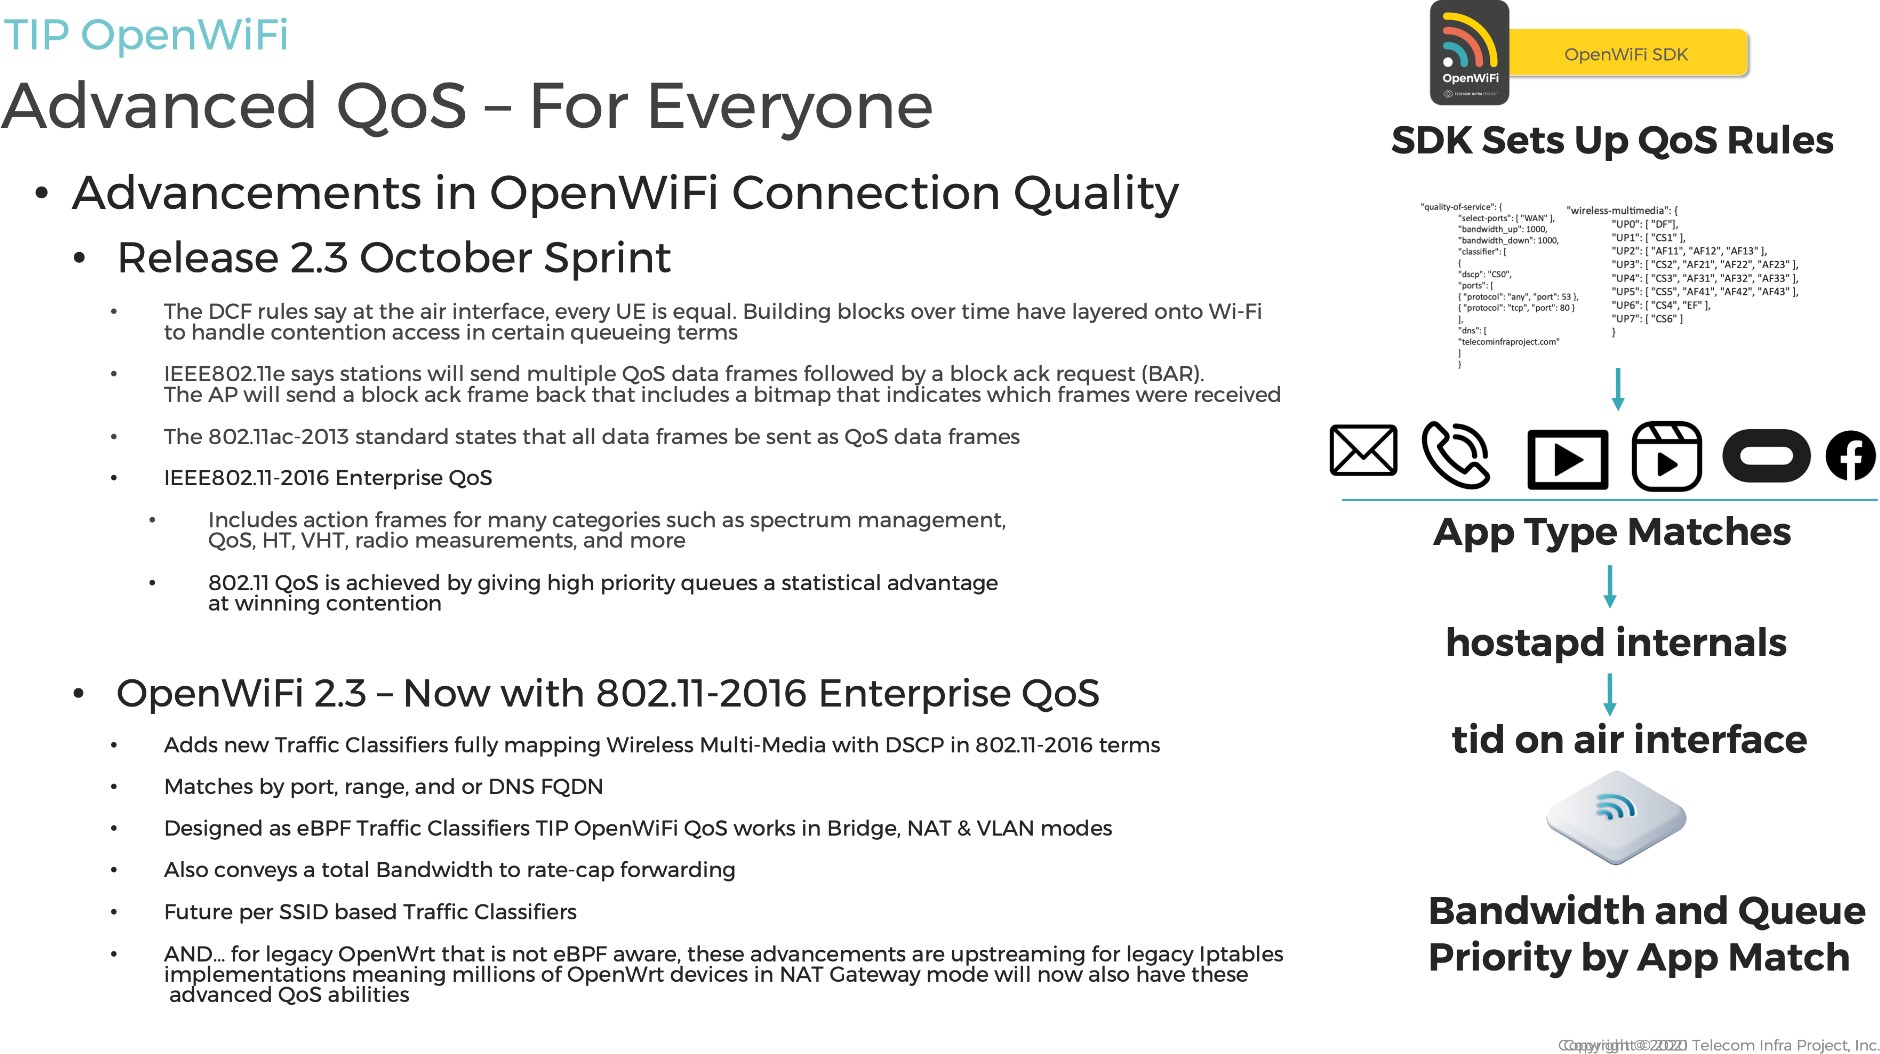 TIP OpenWiFi
Advanced QoS – For Everyone
• Advancements in OpenWiFi Connection Quality
• Release 2.3 October Sprint
• The DCF rules say at the air interface, every UE is equal. Building blocks over time have layered onto Wi-Fi
to handle contention access in certain queueing terms
• IEEE802.11e says stations will send multiple QoS data frames followed by a block ack request (BAR).
The AP will send a block ack frame back that includes a bitmap that indicates which frames were received
• The 802.11ac-2013 standard states that all data frames be sent as QoS data frames
• IEEE802.11-2016 Enterprise QoS
• Includes action frames for many categories such as spectrum management,
QoS, HT, VHT, radio measurements, and more
• 802.11 QoS is achieved by giving high priority queues a statistical advantage
at winning contention
• OpenWiFi 2.3 – Now with 802.11-2016 Enterprise QoS
• Adds new Traffic Classifiers fully mapping Wireless Multi-Media with DSCP in 802.11-2016 terms
• Matches by port, range, and or DNS FQDN
• Designed as eBPF Traffic Classifiers TIP OpenWiFi QoS works in Bridge, NAT & VLAN modes
• Also conveys a total Bandwidth to rate-cap forwarding
• Future per SSID based Traffic Classifiers
• AND... for legacy OpenWrt that is not eBPF aware, these advancements are upstreaming for legacy Iptables
implementations meaning millions of OpenWrt devices in NAT Gateway mode will now also have these
advanced QoS abilities
OpenWiFi
TELECOM INFRA PROJECT
OpenWiFi SDK
SDK Sets Up QoS Rules
"quality-of-service": {
"select-ports": [ "WAN" ],
"bandwidth_up": 1000,
"bandwidth_down": 1000,
"classifier": [
{
"dscp": "CS0",
"ports": [
{ "protocol": "any", "port": 53 },
{ "protocol": "tcp", "port": 80 }
],
"dns": [
"telecominfraproject.com"
]
}
"wireless-multimedia": {
"UP0": [ "DF"],
"UP1": [ "CS1" ],
"UP2": [ "AF11", "AF12", "AF13" ],
"UP3": [ "CS2", "AF21", "AF22", "AF23" ],
"UP4": [ "CS3", "AF31", "AF32", "AF33" ],
"UP5": [ "CS5", "AF41", "AF42", "AF43" ],
"UP6": [ "CS4", "EF" ],
"UP7": [ "CS6" ]
}
App Type Matches
hostapd internals
tid on air interface
Bandwidth and Queue
Priority by App Match
Telecom Infra Project, Inc.